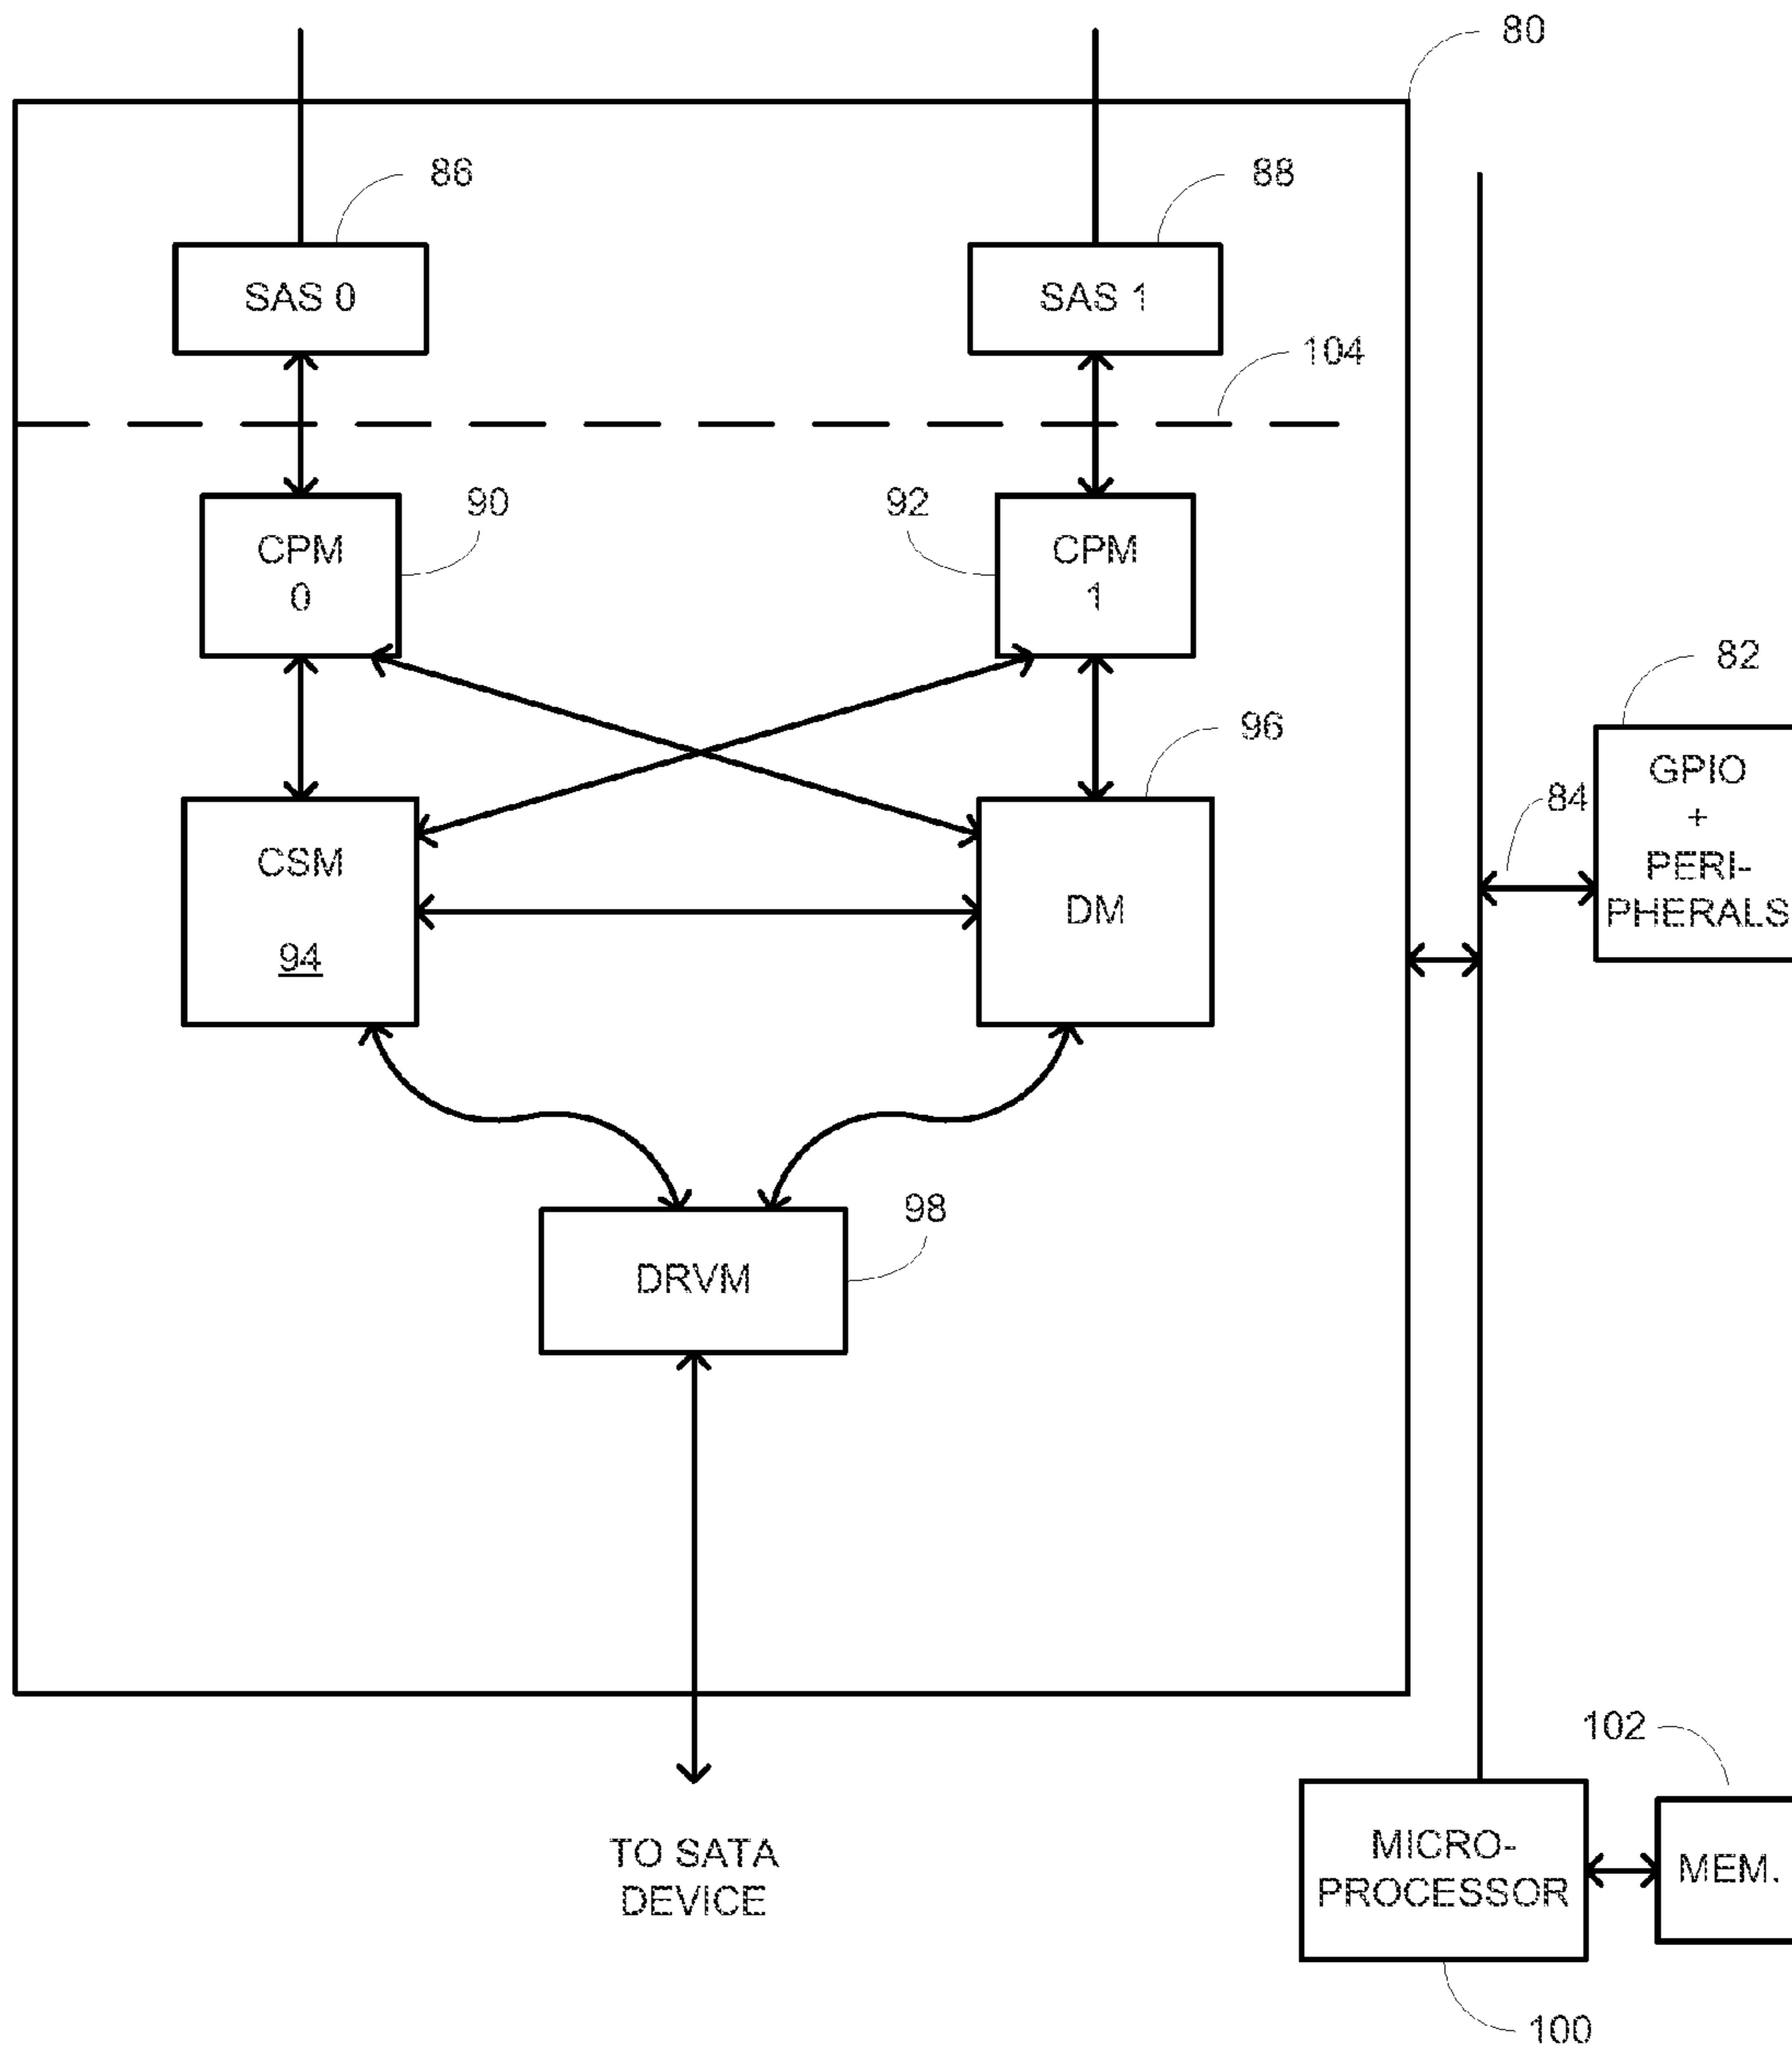 80
86
88
SAS 0
SAS 1
104
90
92
CPM
0
CPM
1
82
96
GPIO
+
PERI-
PHERALS
84
CSM
94
DM
98
DRVM
102
TO SATA
DEVICE
MICRO-
PROCESSOR
MEM.
100